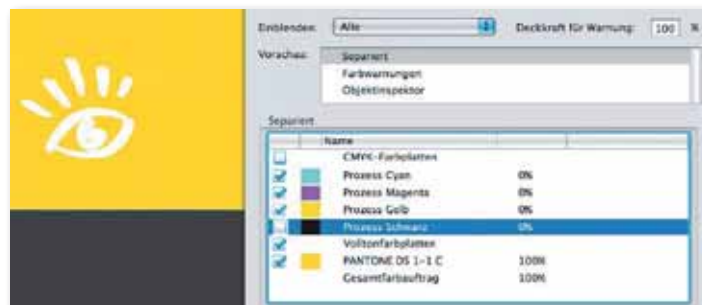 Einblenden: Alle Deckkraft für Warnung: 100 %
Vorschau: Separiert
Farbwarnungen
Objektinspektor
Separiert
Name
CMYK-Farbplatten
Prozess Cyan 0%
Prozess Magenta 0%
Prozess Gelb 0%
Prozess Schwarz 0%
Volltonfarbplatten
PANTONE DS 1-1 C 100%
Gesamtfarbauftrag 100%